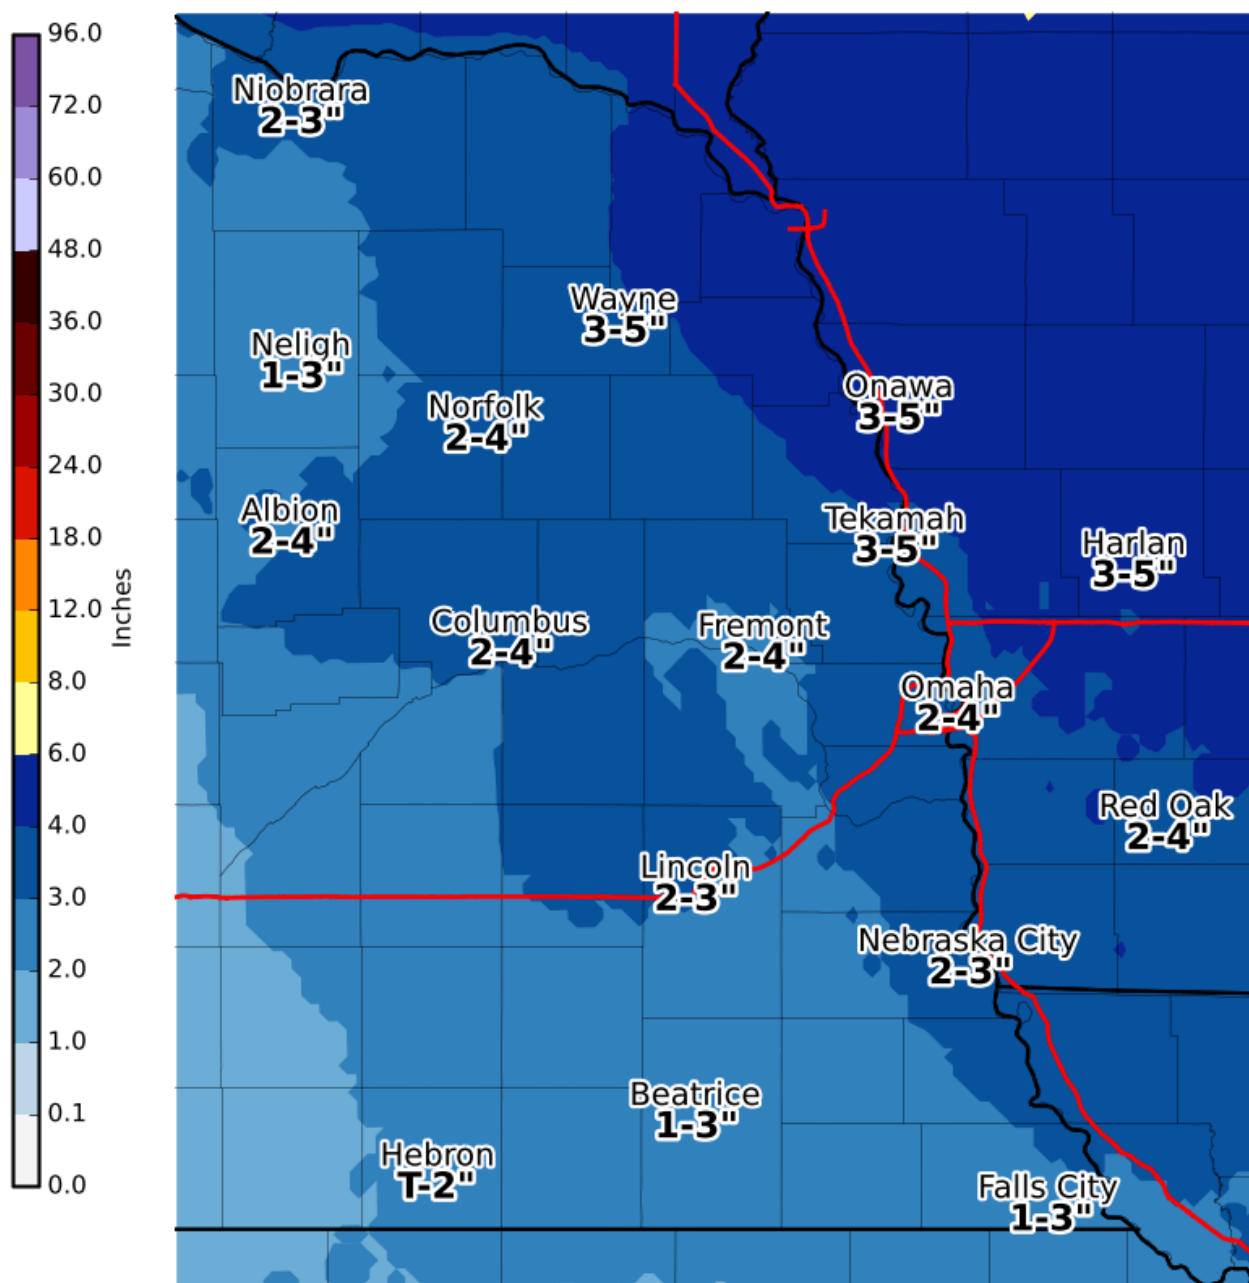 96.0
72.0
60.0
48.0
36.0
30.0
24.0
18.0
12.0
8.0
6.0
4.0
3.0
2.0
1.0
0.1
0.0
Inches
Niobrara
2-3"
Wayne
3-5"
Neligh
1-3"
Onawa
3-5"
Norfolk
2-4"
Albion
2-4"
Tekamah
3-5"
Harlan
3-5"
Columbus
2-4"
Fremont
2-4"
Omaha
2-4"
Red Oak
2-4"
Lincoln
2-3"
Nebraska City
2-3"
Beatrice
1-3"
Hebron
T-2"
Falls City
1-3"